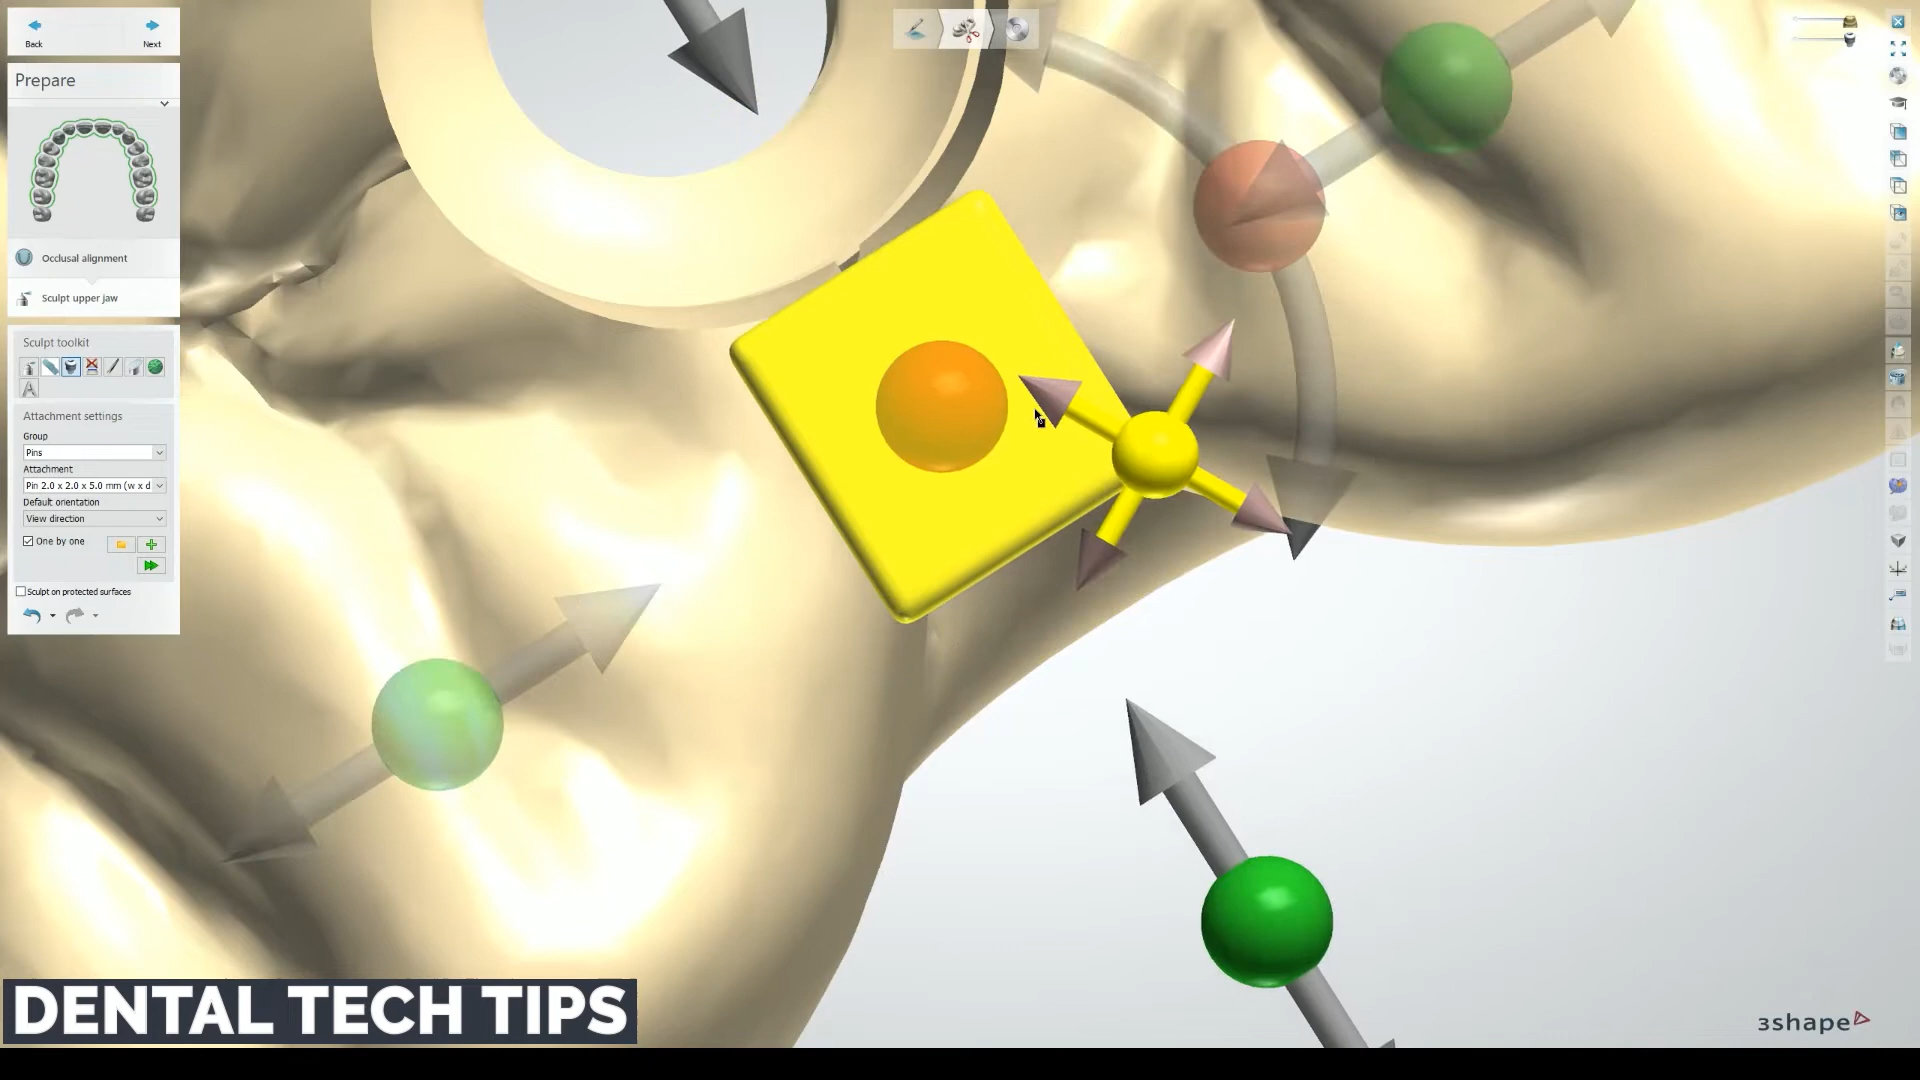 Back
Next
Prepare
Occlusal alignment
Sculpt upper jaw
Sculpt toolkit
A
Attachment settings
Group
Pins
Attachment
Pin 2.0 x 2.0 x 5.0 mm (w x d
Default orientation
View direction
One by one
Sculpt on protected surfaces
DENTAL TECH TIPS
3shape